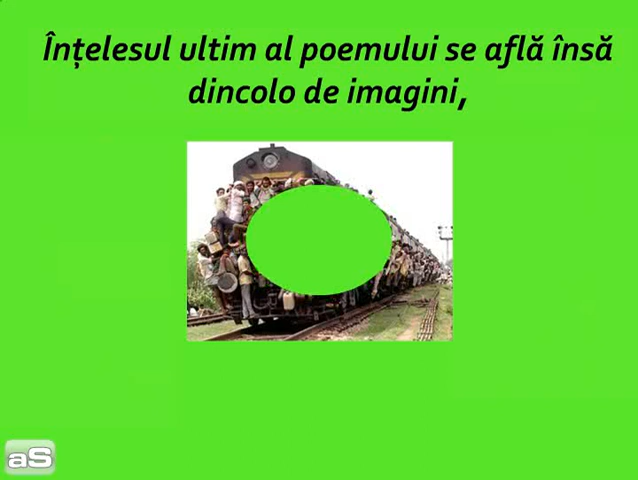 Înțelesul ultim al poemului se află însă
dincolo de imagini,
aS